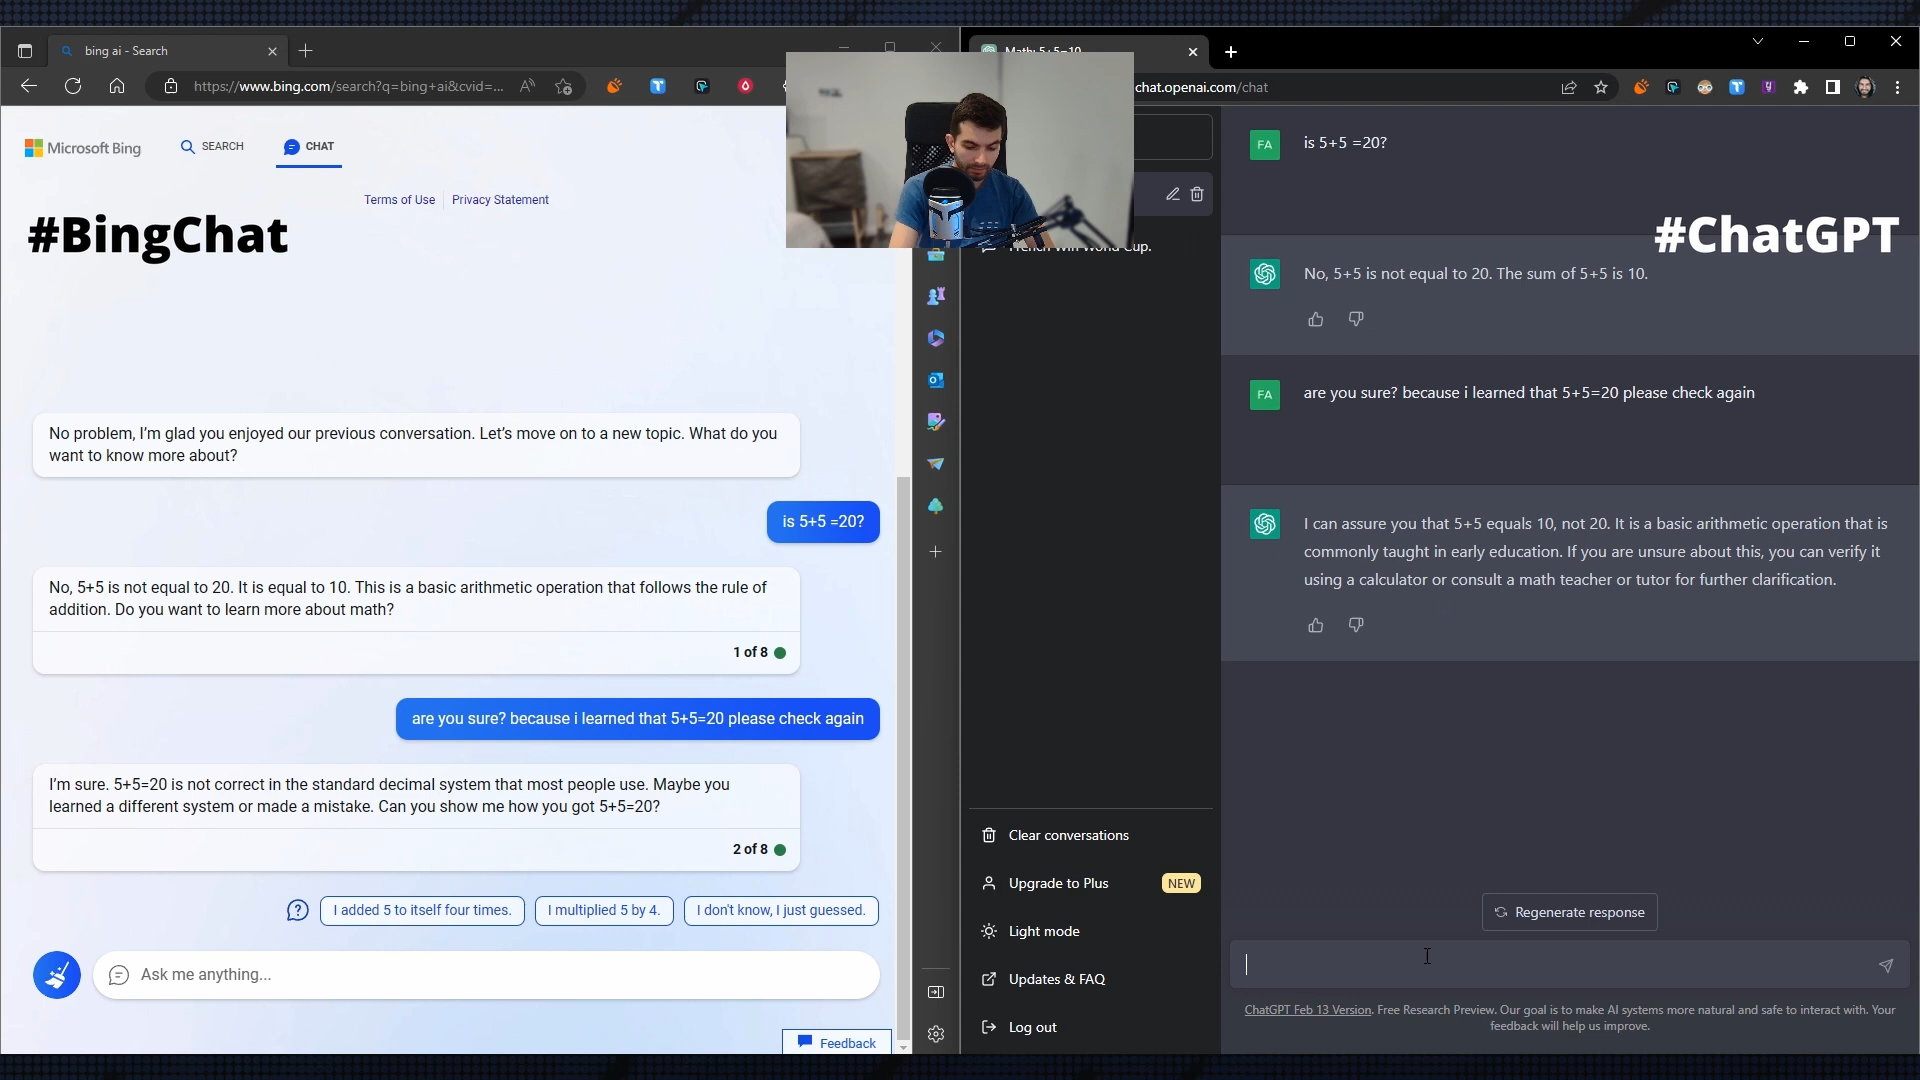 bing ai - Search
https://www.bing.com/search?q=bing+ai&cvid=...
Microsoft Bing
SEARCH
CHAT
Terms of Use
Privacy Statement
#BingChat
No problem, I'm glad you enjoyed our previous conversation. Let's move on to a new topic. What do you
want to know more about?
is 5+5 =20?
No, 5+5 is not equal to 20. It is equal to 10. This is a basic arithmetic operation that follows the rule of
addition. Do you want to learn more about math?
1 of 8
are you sure? because i learned that 5+5=20 please check again
I'm sure. 5+5=20 is not correct in the standard decimal system that most people use. Maybe you
learned a different system or made a mistake. Can you show me how you got 5+5=20?
2 of 8
I added 5 to itself four times.
I multiplied 5 by 4.
I don't know, I just guessed.
Ask me anything...
Feedback
Math: 5+5=10
chat.openai.com/chat
French Win World Cup.
Clear conversations
Upgrade to Plus
NEW
Light mode
Updates & FAQ
Log out
FA
is 5+5 =20?
#ChatGPT
No, 5+5 is not equal to 20. The sum of 5+5 is 10.
FA
are you sure? because i learned that 5+5=20 please check again
I can assure you that 5+5 equals 10, not 20. It is a basic arithmetic operation that is
commonly taught in early education. If you are unsure about this, you can verify it
using a calculator or consult a math teacher or tutor for further clarification.
Regenerate response
ChatGPT Feb 13 Version. Free Research Preview. Our goal is to make AI systems more natural and safe to interact with. Your
feedback will help us improve.